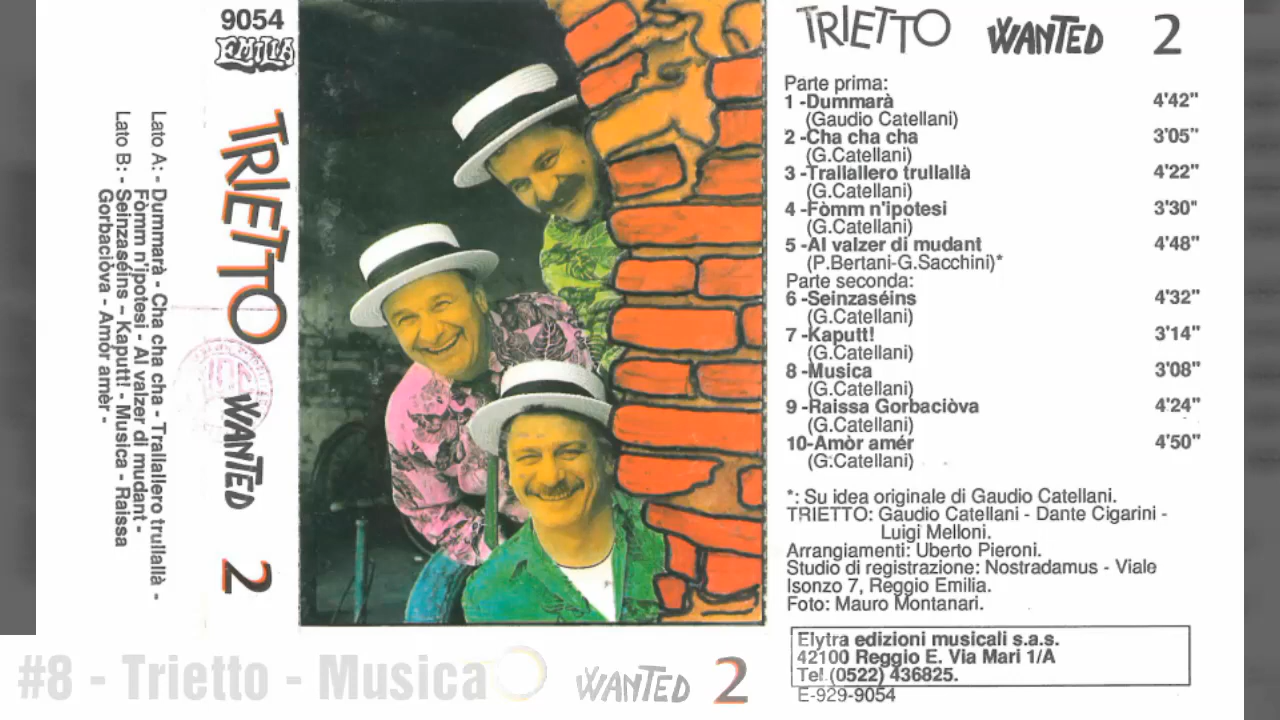 9054
EMILIA
TRIETTO
WANTED
2
Lato A: - Dummarà - Cha cha cha - Trallallero trullallà -
Fòmm n'ipotesi - Al valzer di mudant -
Lato B: - Seinzaséins - Kaputt! - Musica - Raissa
Gorbaciòva - Amòr amèr -
TRIETTO WANTED 2
Parte prima:
1 -Dummarà 4'42"
(Gaudio Catellani)
2 -Cha cha cha 3'05"
(G.Catellani)
3 -Trallallero trullallà 4'22"
(G.Catellani)
4 -Fòmm n'ipotesi 3'30"
(G.Catellani)
5 -Al valzer di mudant 4'48"
(P.Bertani-G.Sacchini)*
Parte seconda:
6 -Seinzaséins 4'32"
(G.Catellani)
7 -Kaputt! 3'14"
(G.Catellani)
8 -Musica 3'08"
(G.Catellani)
9 -Raissa Gorbaciòva 4'24"
(G.Catellani)
10-Amòr amér 4'50"
(G.Catellani)
*: Su idea originale di Gaudio Catellani.
TRIETTO: Gaudio Catellani - Dante Cigarini -
Luigi Melloni.
Arrangiamenti: Uberto Pieroni.
Studio di registrazione: Nostradamus - Viale
Isonzo 7, Reggio Emilia.
Foto: Mauro Montanari.
Elytra edizioni musicali s.a.s.
42100 Reggio E. Via Mari 1/A
Tel.(0522) 436825.
E-929-9054
#8 - Trietto - Musica
WANTED 2